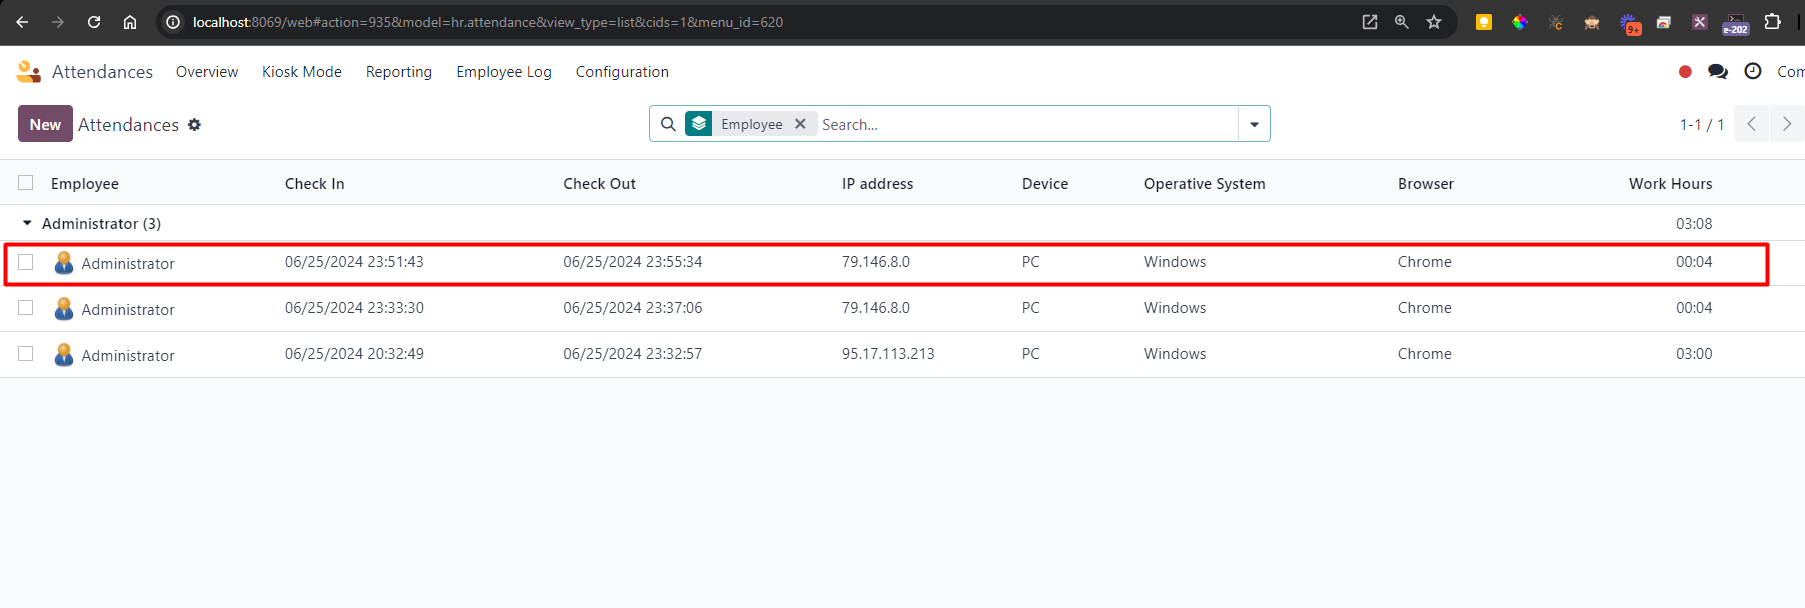 localhost:8069/web#action=935&model=hr.attendance&view_type=list&cids=1&menu_id=620
9+
e-202
Attendances Overview Kiosk Mode Reporting Employee Log Configuration Com
New Attendances Employee Search... 1-1 / 1
Employee Check In Check Out IP address Device Operative System Browser Work Hours
Administrator (3) 03:08
Administrator 06/25/2024 23:51:43 06/25/2024 23:55:34 79.146.8.0 PC Windows Chrome 00:04
Administrator 06/25/2024 23:33:30 06/25/2024 23:37:06 79.146.8.0 PC Windows Chrome 00:04
Administrator 06/25/2024 20:32:49 06/25/2024 23:32:57 95.17.113.213 PC Windows Chrome 03:00